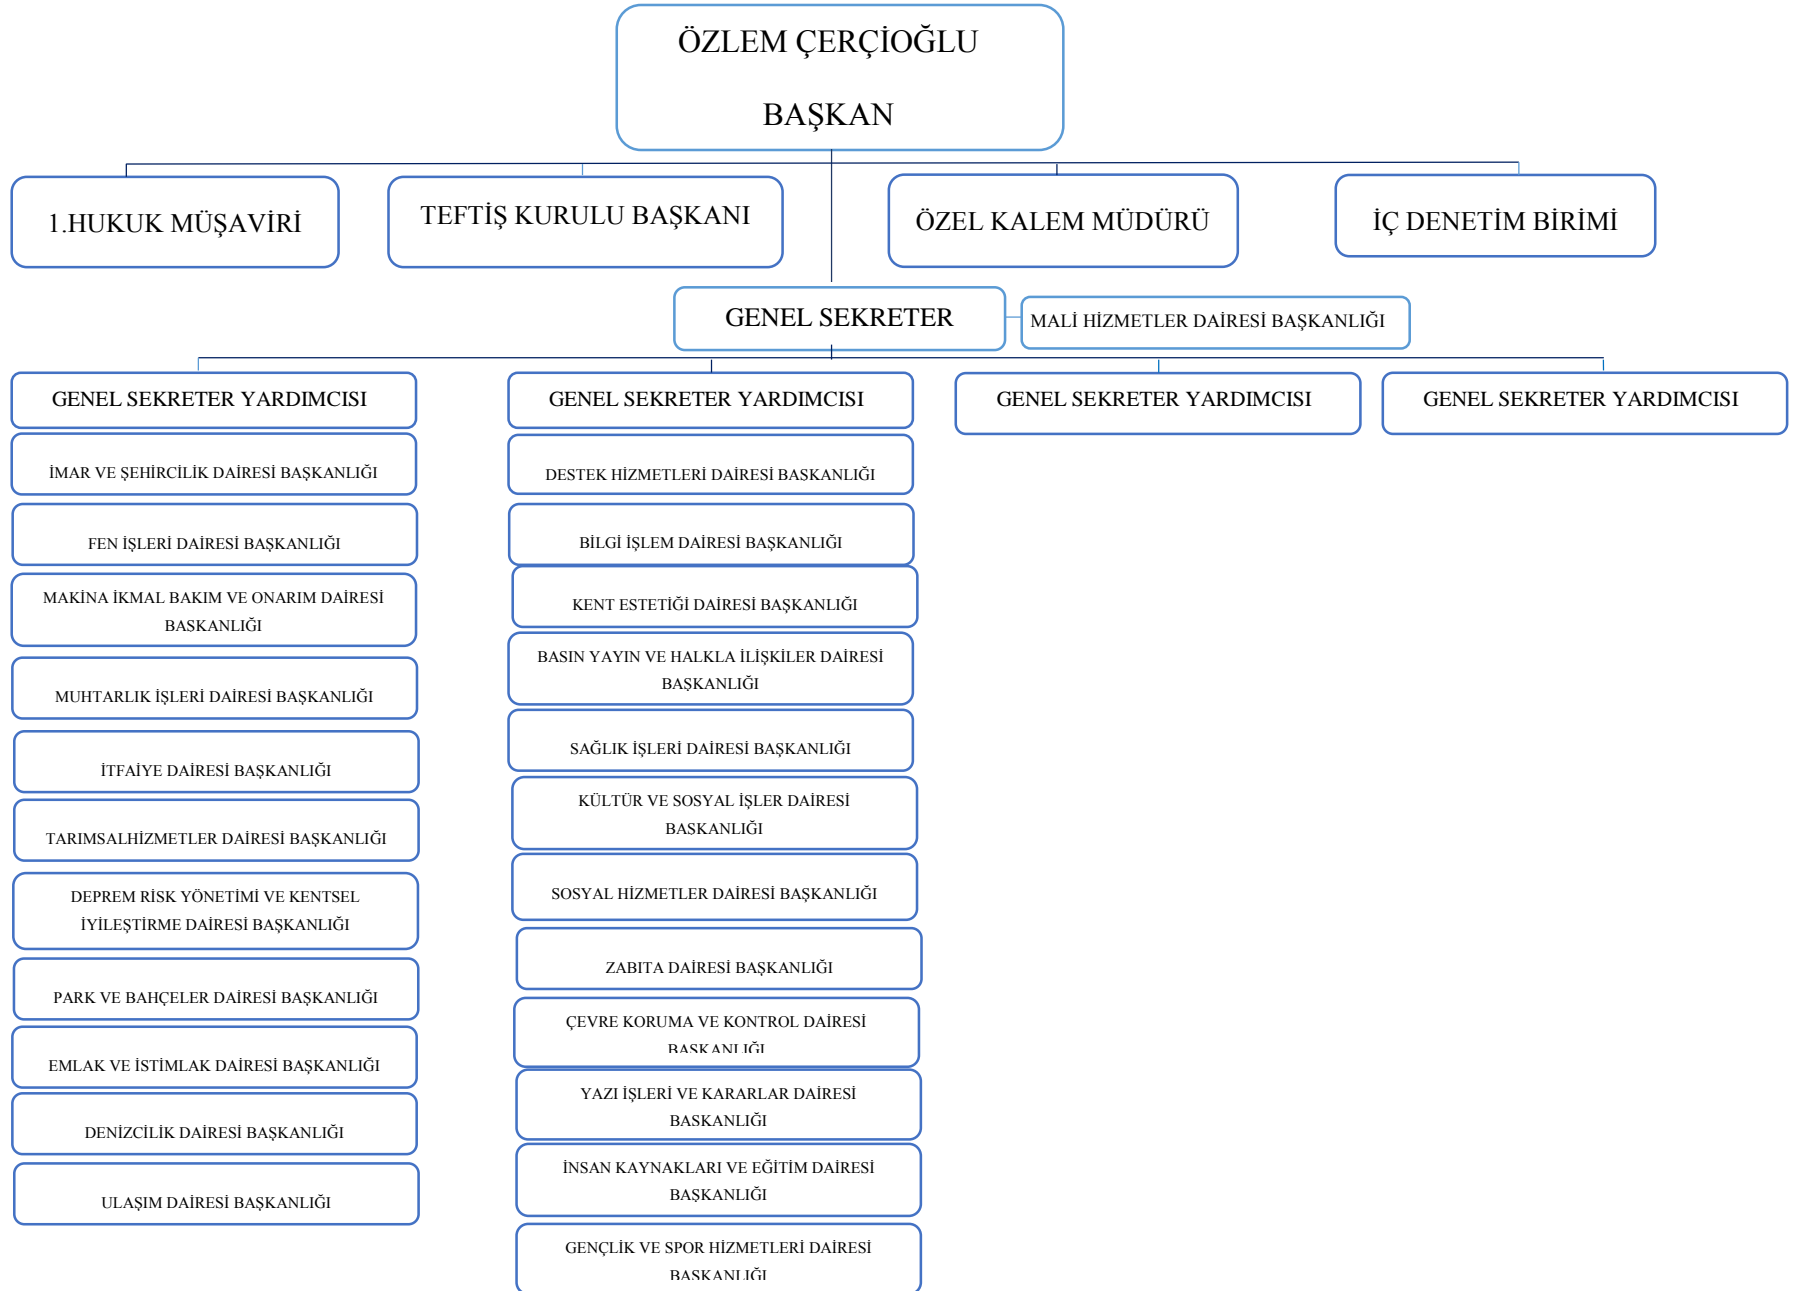 ÖZLEM ÇERÇİOĞLU
BAŞKAN
1.HUKUK MÜŞAVİRİ
TEFTİŞ KURULU BAŞKANI
ÖZEL KALEM MÜDÜRÜ
İÇ DENETİM BİRİMİ
GENEL SEKRETER
MALİ HİZMETLER DAİRESİ BAŞKANLIĞI
GENEL SEKRETER YARDIMCISI
İMAR VE ŞEHİRCİLİK DAİRESİ BAŞKANLIĞI
FEN İŞLERİ DAİRESİ BAŞKANLIĞI
MAKİNA İKMAL BAKIM VE ONARIM DAİRESİ
BASKANLIĞI
MUHTARLIK İŞLERİ DAİRESİ BAŞKANLIĞI
İTFAİYE DAİRESİ BAŞKANLIĞI
TARIMSALHİZMETLER DAİRESİ BAŞKANLIĞI
DEPREM RİSK YÖNETİMİ VE KENTSEL
İYİLEŞTİRME DAİRESİ BAŞKANLIĞI
PARK VE BAHÇELER DAİRESİ BAŞKANLIĞI
EMLAK VE İSTİMLAK DAİRESİ BAŞKANLIĞI
DENİZCİLİK DAİRESİ BAŞKANLIĞI
ULAŞIM DAİRESİ BAŞKANLIĞI
GENEL SEKRETER YARDIMCISI
DESTEK HİZMETLERİ DAİRESİ BASKANLIĞI
BİLGİ İŞLEM DAİRESİ BAŞKANLIĞI
KENT ESTETİĞİ DAİRESİ BAŞKANLIĞI
BASIN YAYIN VE HALKLA İLİŞKİLER DAİRESİ
BAŞKANLIĞI
SAĞLIK İŞLERİ DAİRESİ BAŞKANLIĞI
KÜLTÜR VE SOSYAL İŞLER DAİRESİ
BASKANLIĞI
SOSYAL HİZMETLER DAİRESİ BAŞKANLIĞI
ZABITA DAİRESİ BAŞKANLIĞI
ÇEVRE KORUMA VE KONTROL DAİRESİ
BASKANLIĞI
YAZI İŞLERİ VE KARARLAR DAİRESİ
BASKANLIĞI
İNSAN KAYNAKLARI VE EĞİTİM DAİRESİ
BAŞKANLIĞI
GENÇLİK VE SPOR HİZMETLERİ DAİRESİ
BASKANLIĞI
GENEL SEKRETER YARDIMCISI
GENEL SEKRETER YARDIMCISI